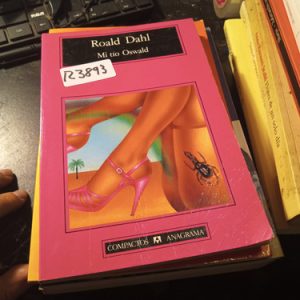 Roald Dahl
Mi tío Oswald
R3893
COMPACTOS ANAGRAMA